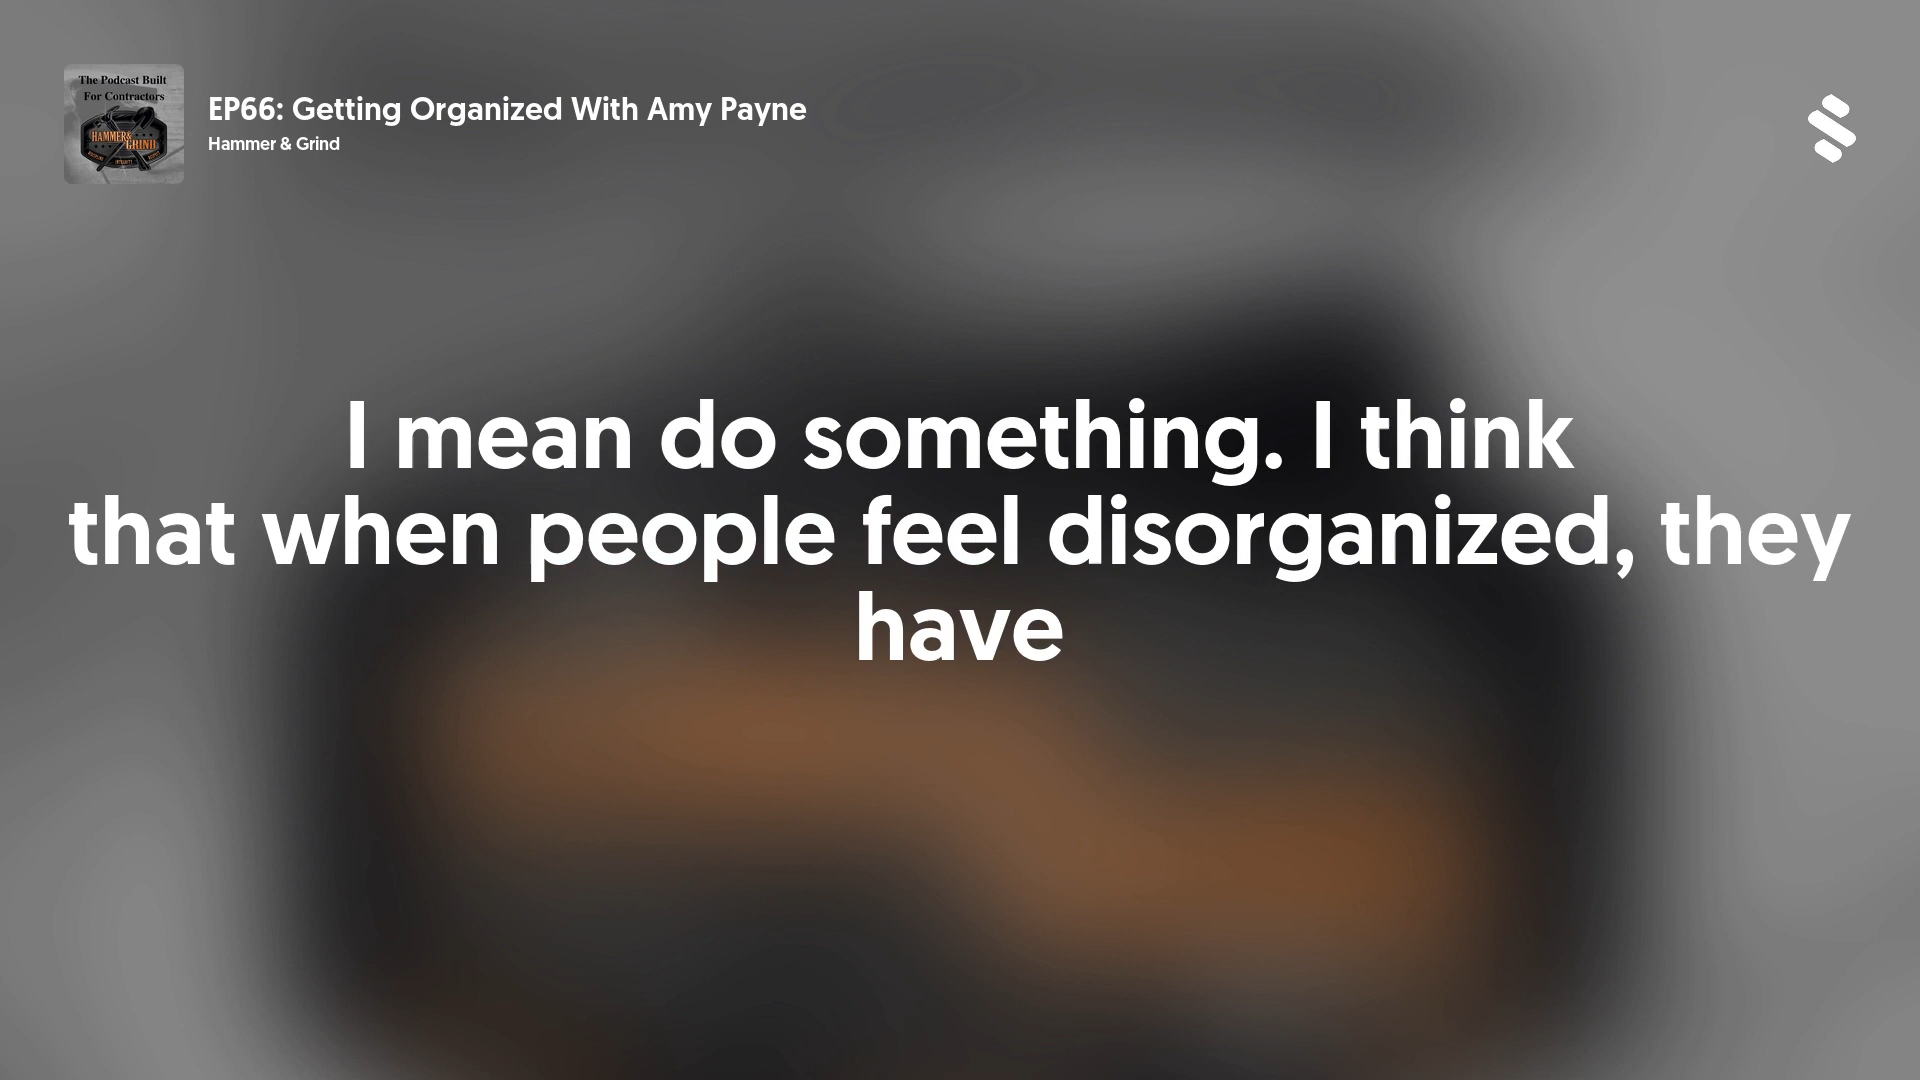 The Podcast Built
For Contractors
HAMMER&
GRIND
EP66: Getting Organized With Amy Payne
Hammer & Grind
I mean do something. I think
that when people feel disorganized, they
have